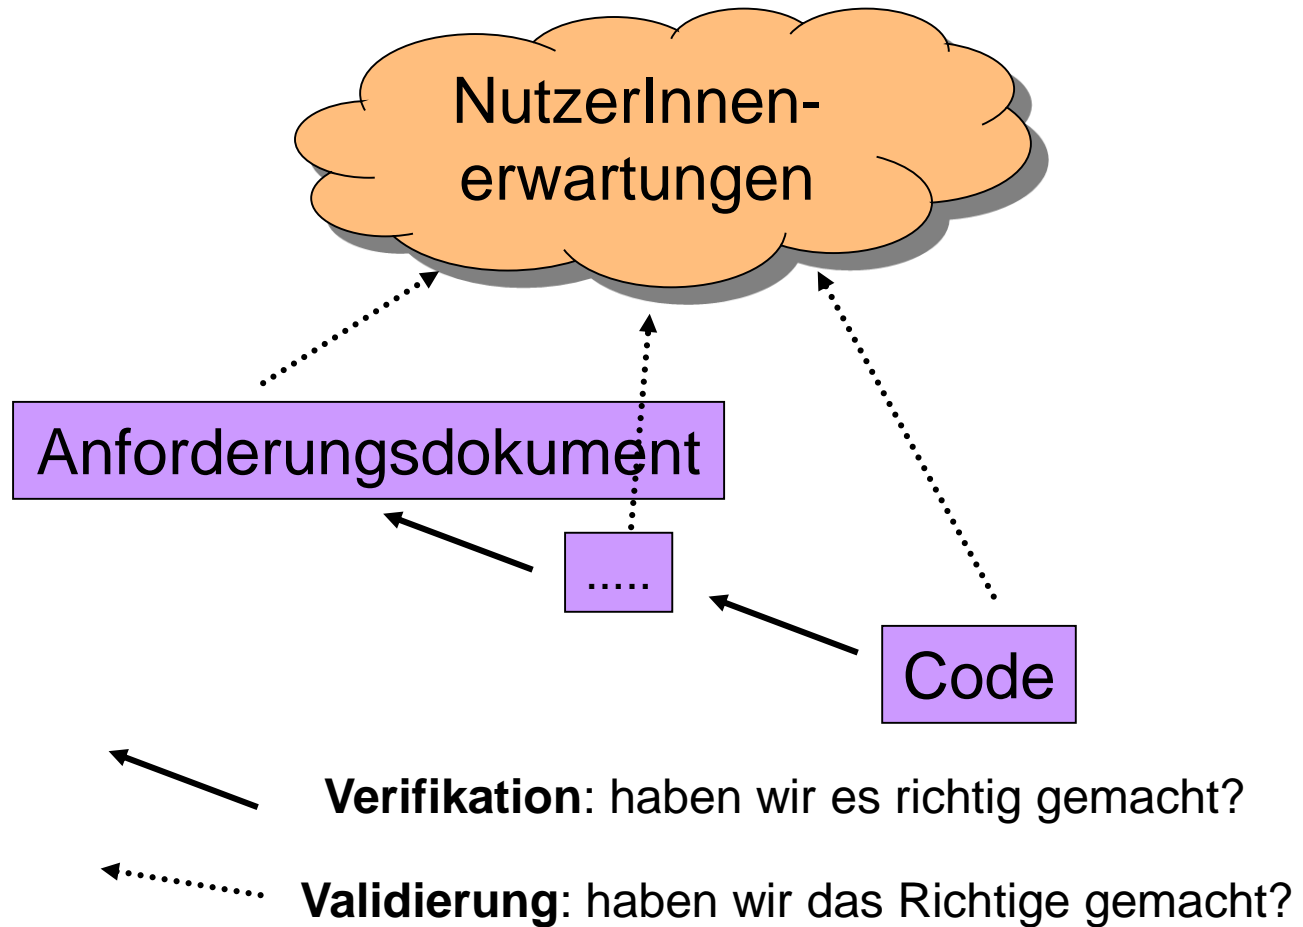 NutzerInnen-
erwartungen
Anforderungsdokument
.....
Code
Verifikation: haben wir es richtig gemacht?
Validierung: haben wir das Richtige gemacht?